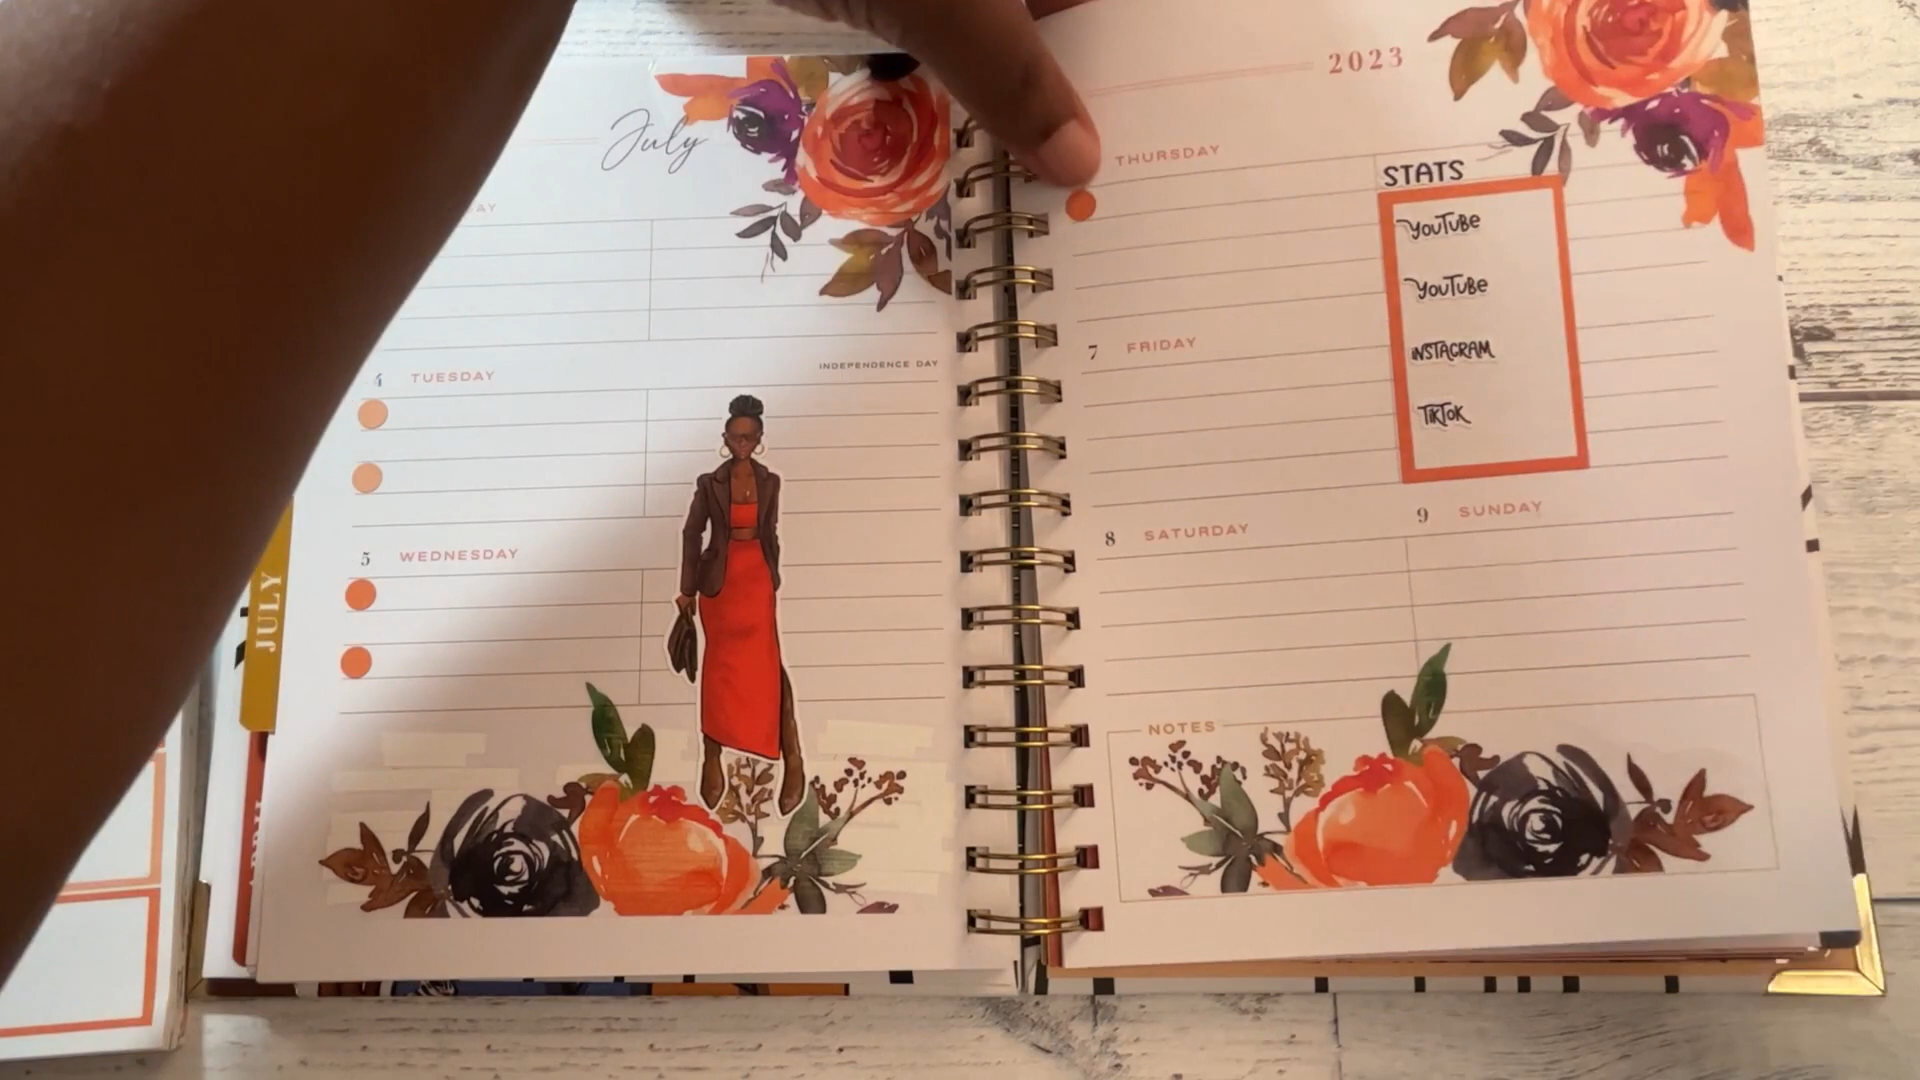 July
AY
4 TUESDAY
INDEPENDENCE DAY
5 WEDNESDAY
JULY
2023
THURSDAY
STATS
YOUTUBE
YOUTUBE
INSTAGRAM
TIKTOK
7 FRIDAY
8 SATURDAY
9 SUNDAY
NOTES